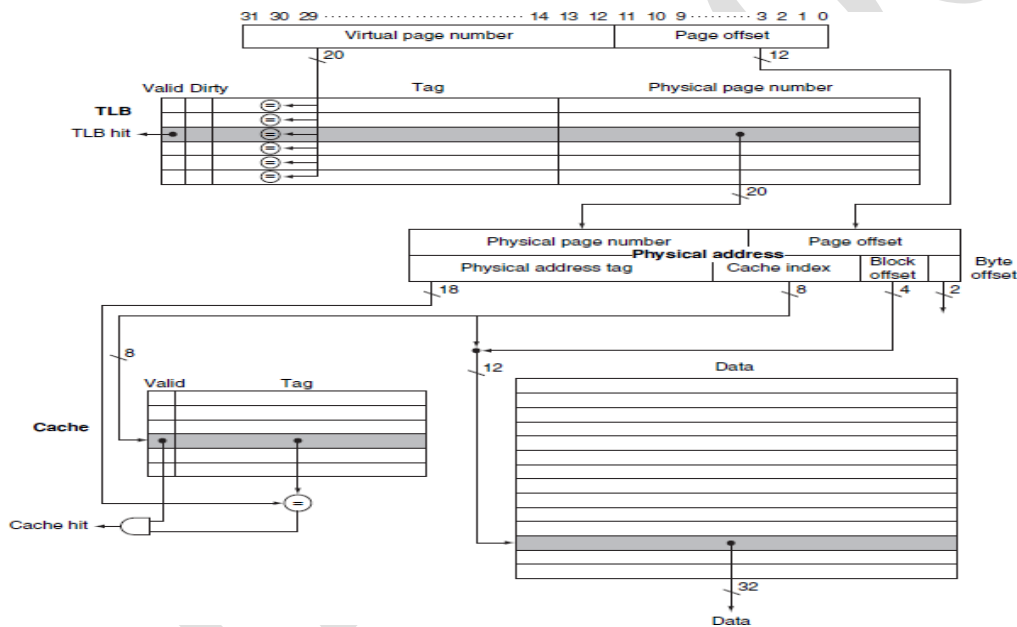 31 30 29 ········ 14 13 12 11 10 9 ········ 3 2 1 0
Virtual page number Page offset
20 12
Valid Dirty Tag Physical page number
TLB
TLB hit
=
=
=
=
=
=
20
Physical page number Page offset
Physical address
Physical address tag Cache index Block offset Byte offset
18 8 4 2
8
12
Data
Valid Tag
Cache
=
Cache hit
32
Data